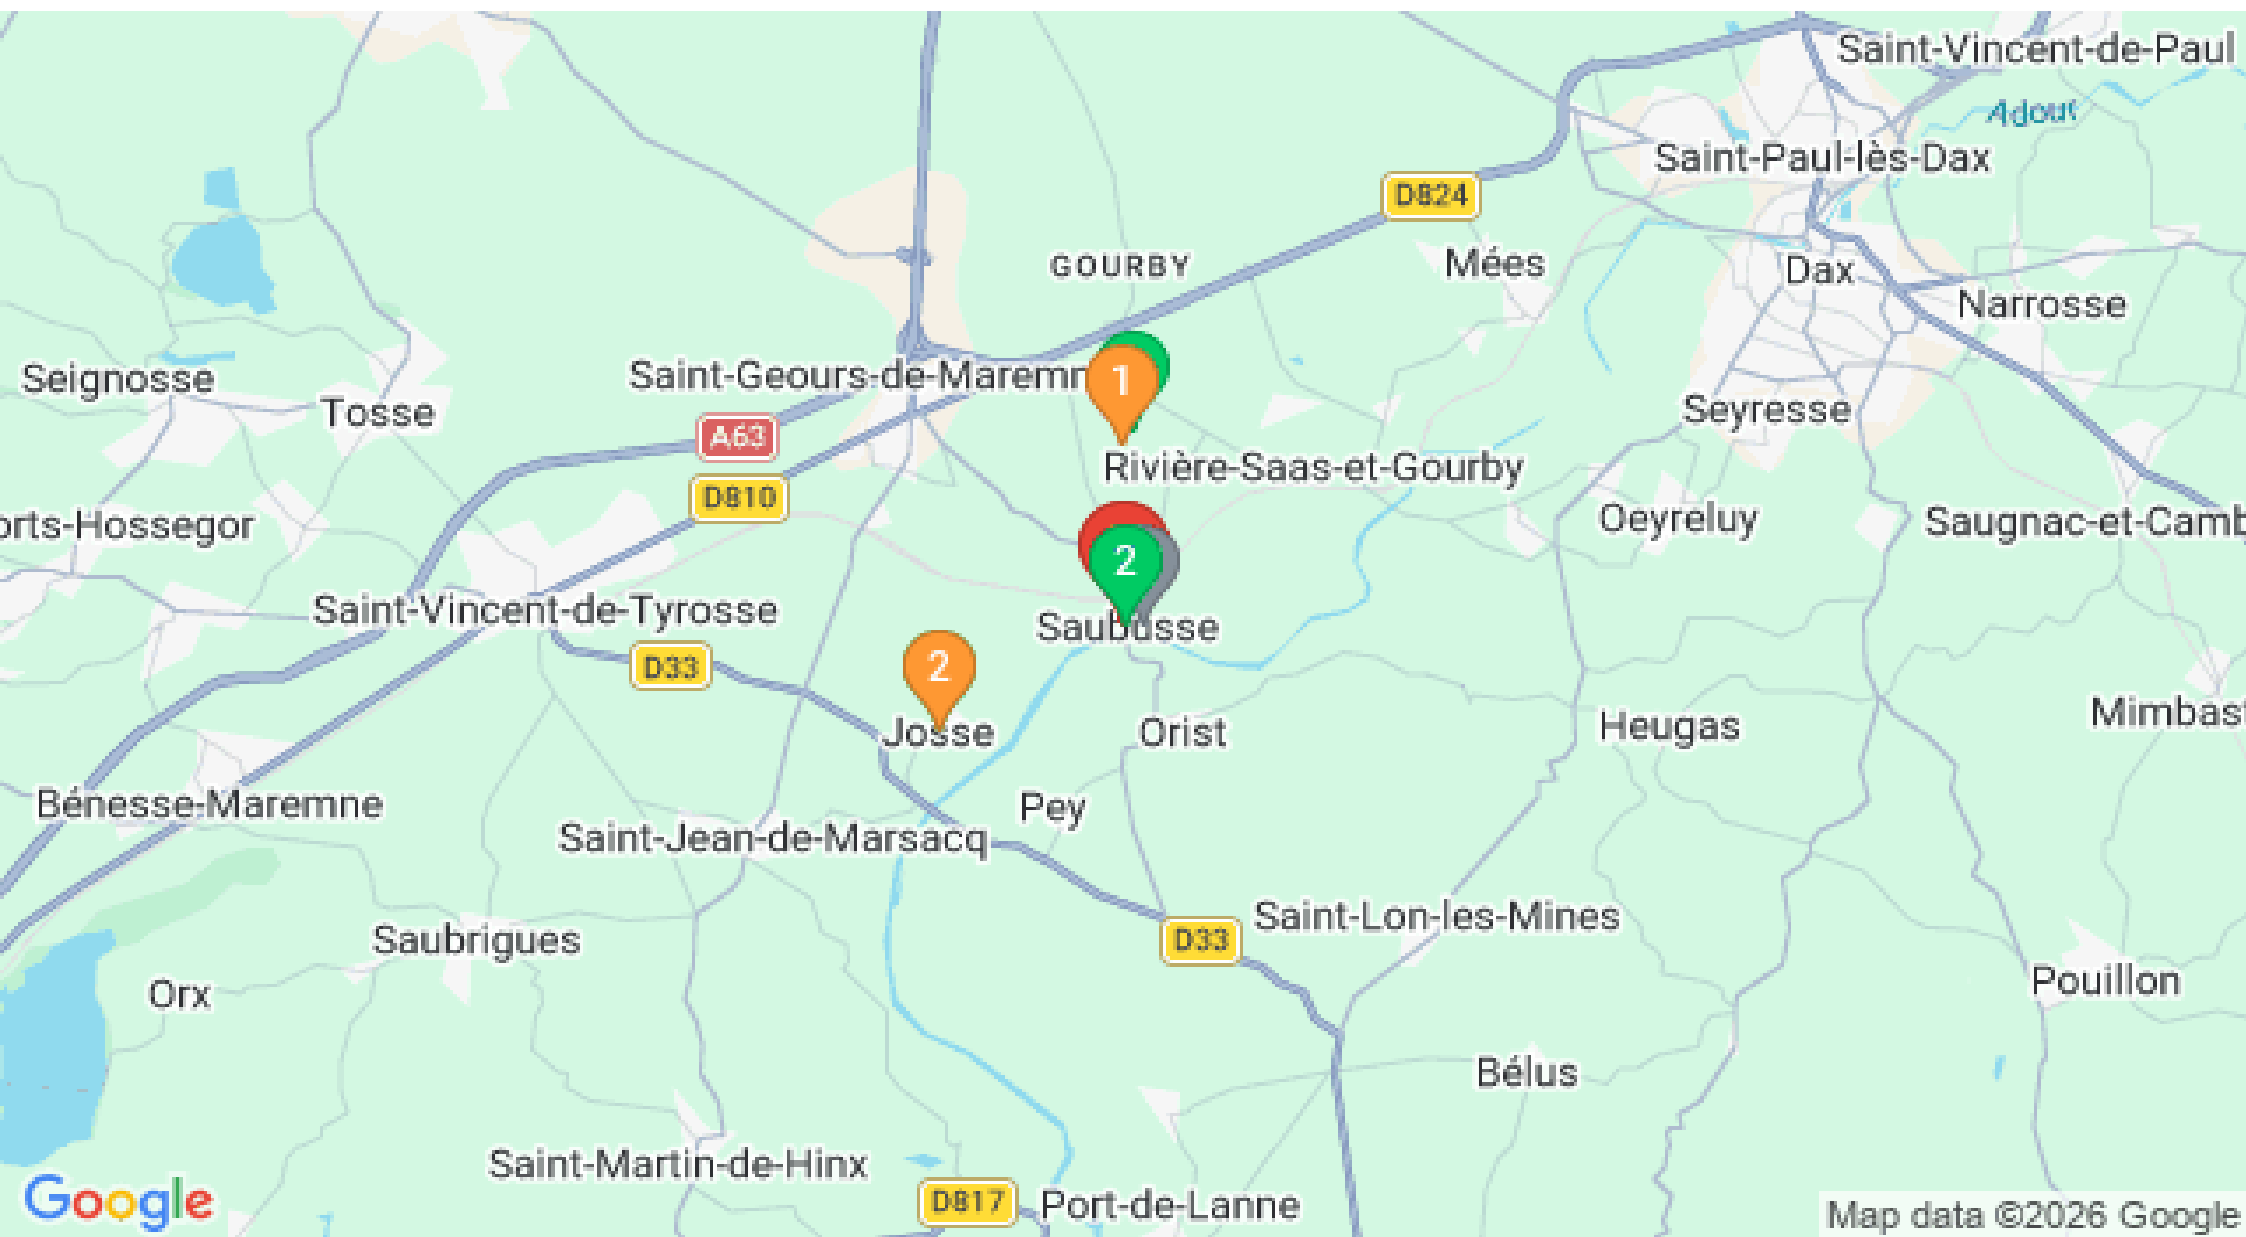 Saint-Vincent-de-Paul
Adour
Saint-Paul-lès-Dax
D824
GOURBY
Mées
Dax
Narrosse
Seignosse
Saint-Geours-de-Maremn
1
Tosse
Seyresse
A63
Rivière-Saas-et-Gourby
D810
orts-Hossegor
Oeyreluy
Saugnac-et-Camb
2
Saint-Vincent-de-Tyrosse
Saubusse
D33
2
Josse
Orist
Heugas
Mimbast
Bénesse-Maremne
Pey
Saint-Jean-de-Marsacq
Saint-Lon-les-Mines
Saubrigues
D33
Orx
Pouillon
Bélus
Saint-Martin-de-Hinx
Google
D817
Port-de-Lanne
Map data ©2026 Google